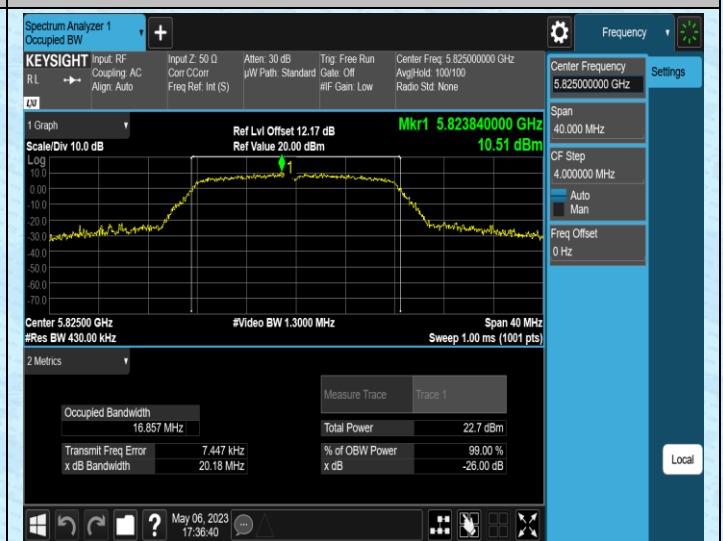 Spectrum Analyzer 1
Occupied BW
+
Frequency
KEYSIGHT
R L
LXI
Input: RF
Coupling: AC
Align: Auto
Input Z: 50 Ω
Corr CCorr
Freq Ref: Int (S)
Atten: 30 dB
µW Path: Standard
Trig: Free Run
Gate: Off
#IF Gain: Low
Center Freq: 5.825000000 GHz
Avg|Hold: 100/100
Radio Std: None
Center Frequency
5.825000000 GHz
Settings
Span
40.000 MHz
CF Step
4.000000 MHz
Auto
Man
Freq Offset
0 Hz
1 Graph
Scale/Div 10.0 dB
Ref Lvl Offset 12.17 dB
Ref Value 20.00 dBm
Mkr1 5.823840000 GHz
10.51 dBm
Log
1
10.0
0.00
-10.0
-20.0
-30.0
-40.0
-50.0
-60.0
-70.0
Center 5.82500 GHz
#Video BW 1.3000 MHz
Span 40 MHz
#Res BW 430.00 kHz
Sweep 1.00 ms (1001 pts)
2 Metrics
Measure Trace Trace 1
Occupied Bandwidth
16.857 MHz
Total Power 22.7 dBm
Transmit Freq Error 7.447 kHz
% of OBW Power 99.00 %
x dB Bandwidth 20.18 MHz
x dB -26.00 dB
Local
?
May 06, 2023
17:36:40